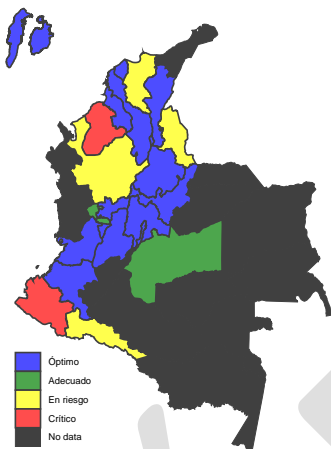 Óptimo
Adecuado
En riesgo
Crítico
No data